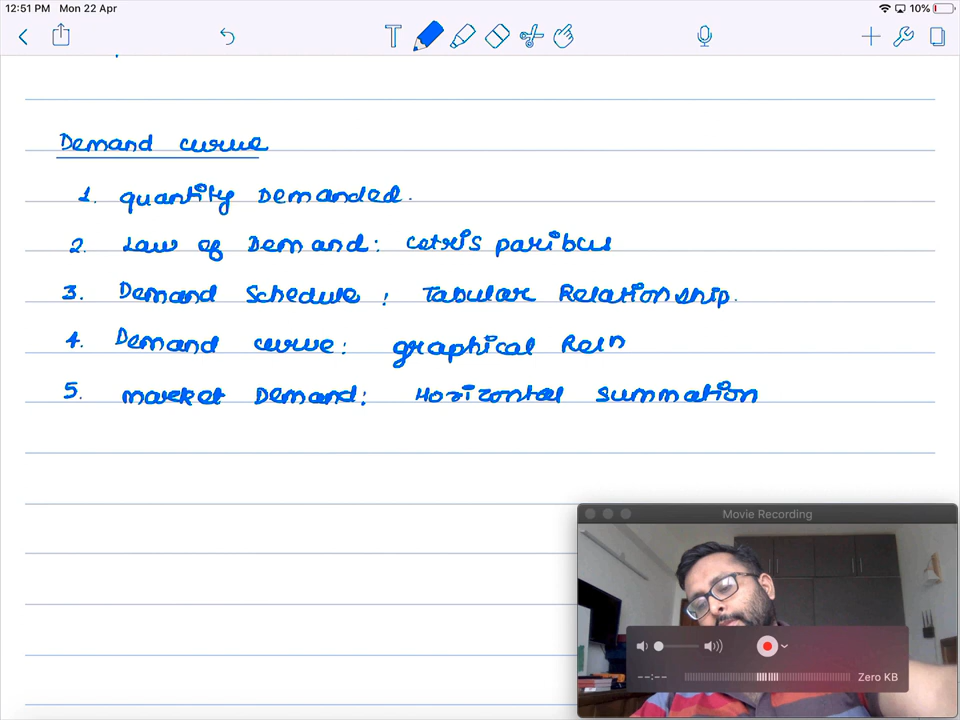 12:51 PM Mon 22 Apr
10%
T
Demand curve
1. quantity Demanded.
2. Law of Demand: cetris paribus
3. Demand Schedule: Tabular Relationship.
4. Demand curve: graphical Reln
5. market Demand: Horizontal summation
Movie Recording
--:-- Zero KB